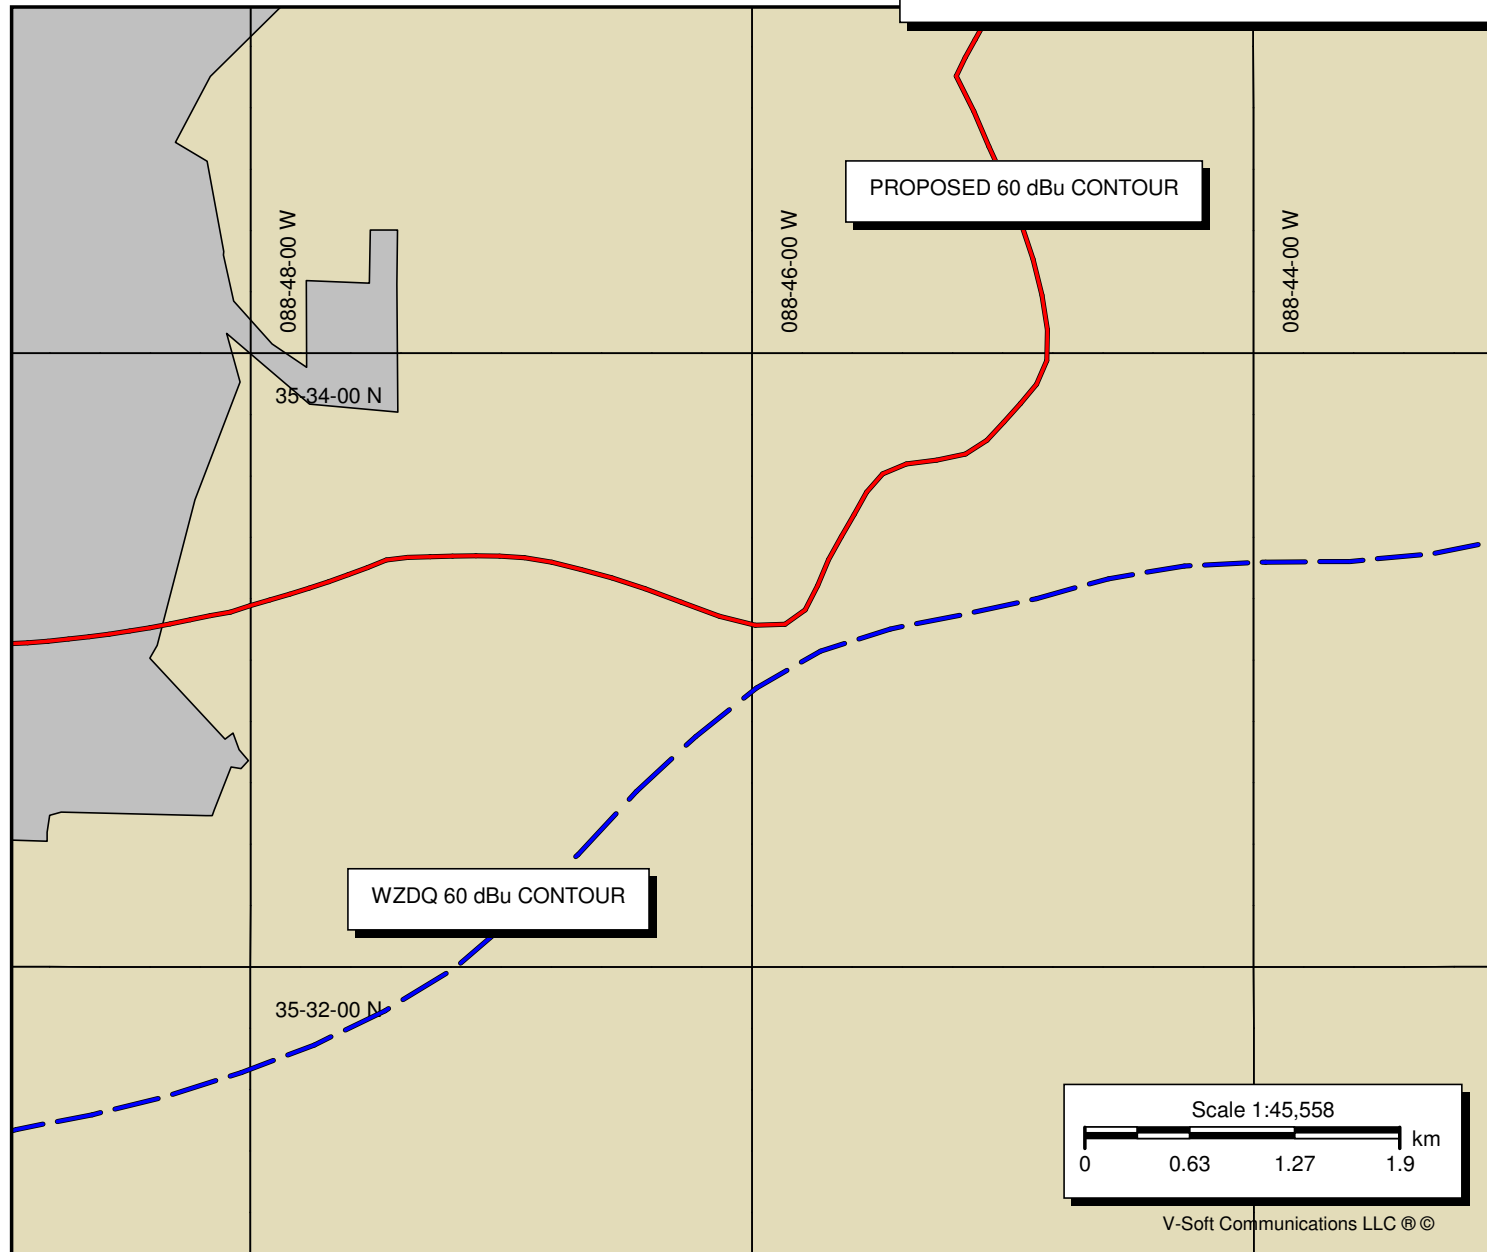 PROPOSED 60 dBu CONTOUR
088-48-00 W
088-46-00 W
088-44-00 W
35-34-00 N
WZDQ 60 dBu CONTOUR
35-32-00 N
Scale 1:45,558
km
0 0.63 1.27 1.9
V-Soft Communications LLC ® ©